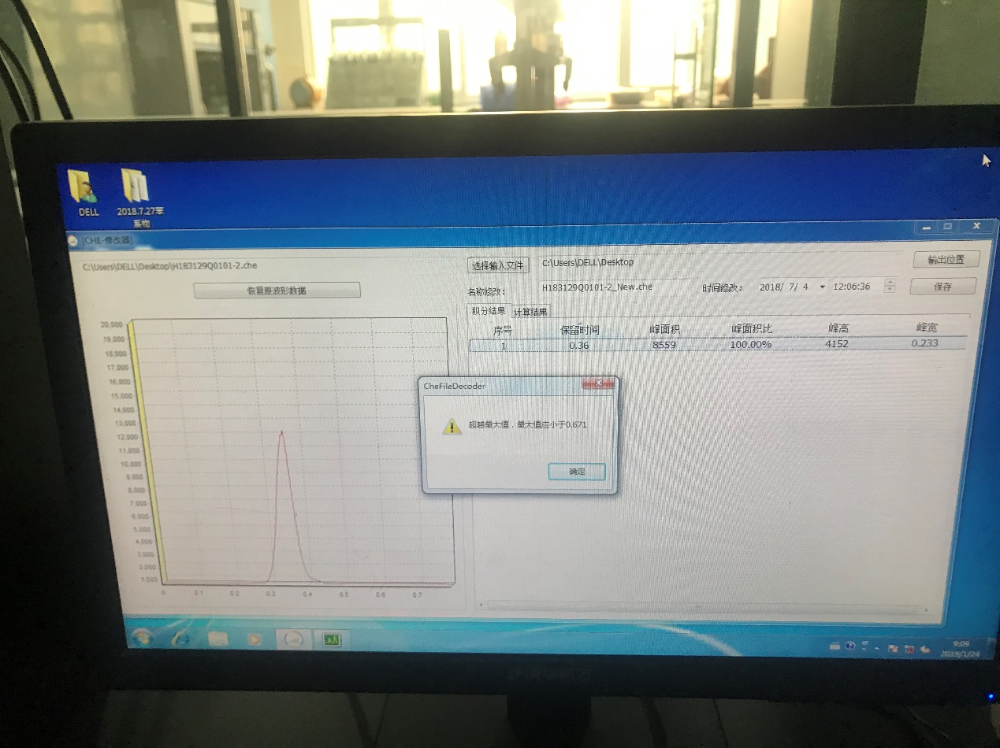 DELL
2018.7.27苯
系物
[CHE-修改器]
C:\Users\DELL\Desktop\H183129Q0101-2.che
选择输入文件
C:\Users\DELL\Desktop
输出位置
恢复原波形数据
名称修改：
H183129Q0101-2_New.che
时间修改： 2018/ 7/ 4 12:06:36
保存
积分结果 计算结果
序号 保留时间 峰面积 峰面积比 峰高 峰宽
1 0.36 8559 100.00% 4152 0.233
20,000
19,000
18,000
17,000
16,000
15,000
14,000
13,000
12,000
11,000
10,000
9,000
8,000
7,000
6,000
5,000
4,000
3,000
2,000
1,000
0 0.1 0.2 0.3 0.4 0.5 0.6 0.7
CheFileDecoder
超越最大值，最大值应小于0.671
确定
9:09